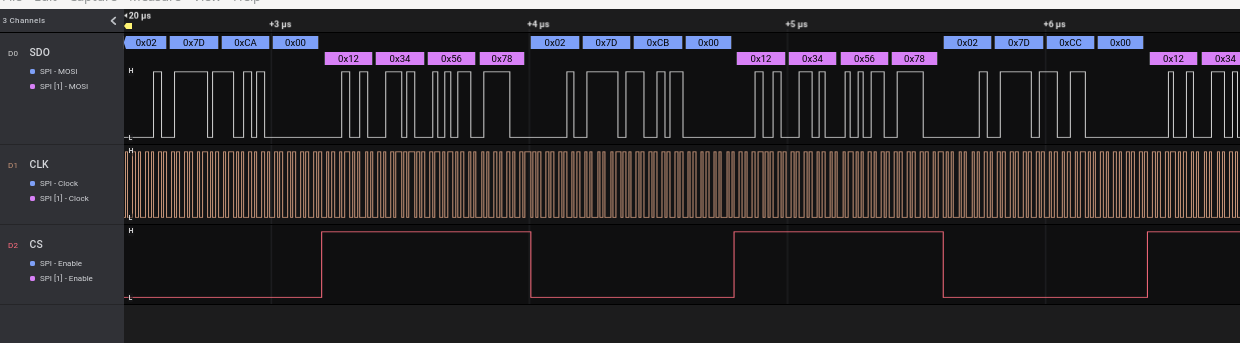 3 Channels
20 µs
+3 µs +4 µs +5 µs +6 µs
0x02 0x7D 0xCA 0x00 0x02 0x7D 0xCB 0x00 0x02 0x7D 0xCC 0x00
0x12 0x34 0x56 0x78 0x12 0x34 0x56 0x78 0x12 0x34
D0 SDO
SPI - MOSI
SPI [1] - MOSI
H
L
D1 CLK
SPI - Clock
SPI [1] - Clock
H
L
D2 CS
SPI - Enable
SPI [1] - Enable
H
L